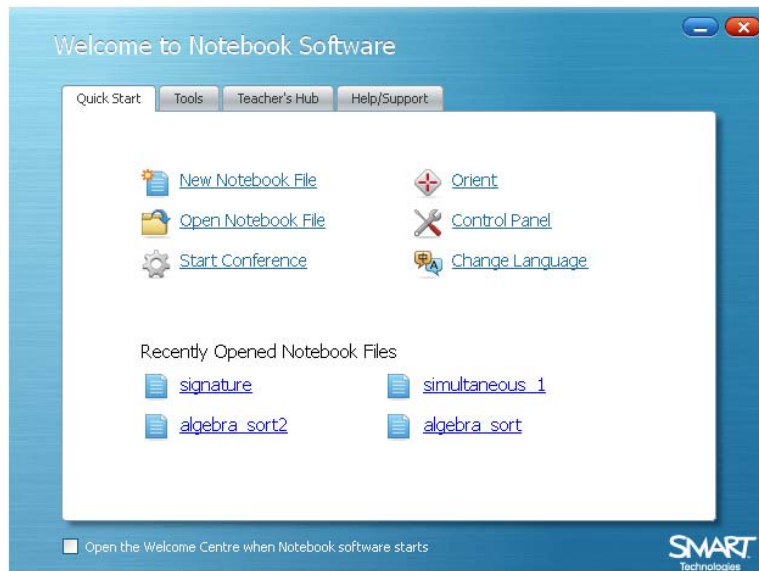 Welcome to Notebook Software
Quick Start Tools Teacher's Hub Help/Support
New Notebook File Orient
Open Notebook File Control Panel
Start Conference Change Language
Recently Opened Notebook Files
signature simultaneous_1
algebra_sort2 algebra_sort
Open the Welcome Centre when Notebook software starts
SMART
Technologies